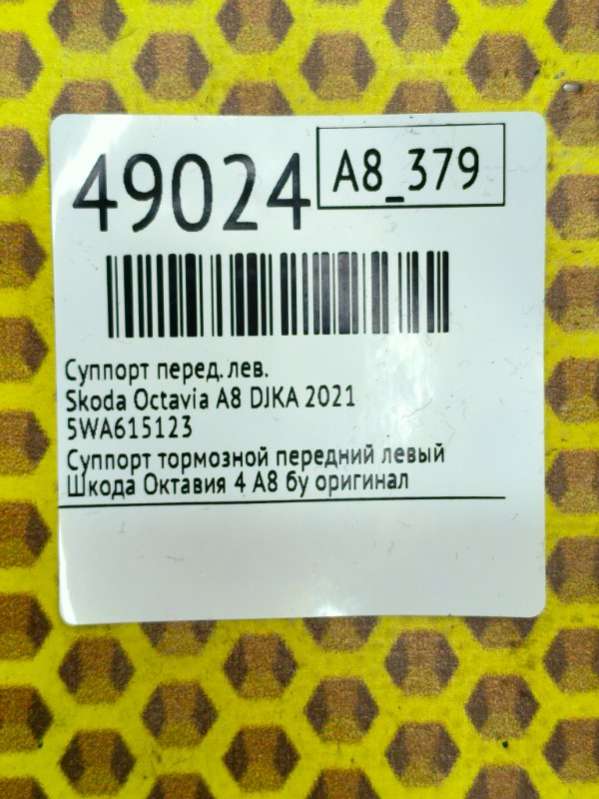 49024
A8_379
Суппорт перед. лев.
Skoda Octavia A8 DJKA 2021
5WA615123
Суппорт тормозной передний левый
Шкода Октавия 4 А8 бу оригинал